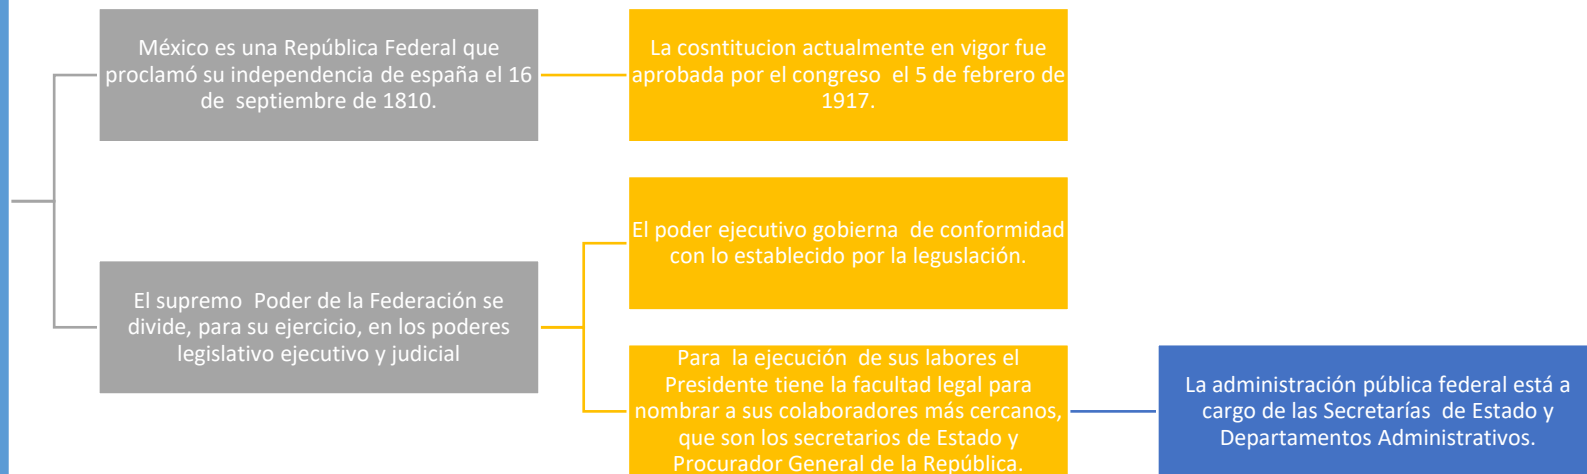 México es una República Federal que
proclamó su independencia de españa el 16
de  septiembre de 1810.
La cosntitucion actualmente en vigor fue
aprobada por el congreso  el 5 de febrero de
1917.
El supremo  Poder de la Federación se
divide, para su ejercicio, en los poderes
legislativo ejecutivo y judicial
El poder ejecutivo gobierna  de conformidad
con lo establecido por la leguslación.
Para  la ejecución  de sus labores el
Presidente tiene la facultad legal para
nombrar a sus colaboradores más cercanos,
que son los secretarios de Estado y
Procurador General de la República.
La administración pública federal está a
cargo de las Secretarías  de Estado y
Departamentos Administrativos.